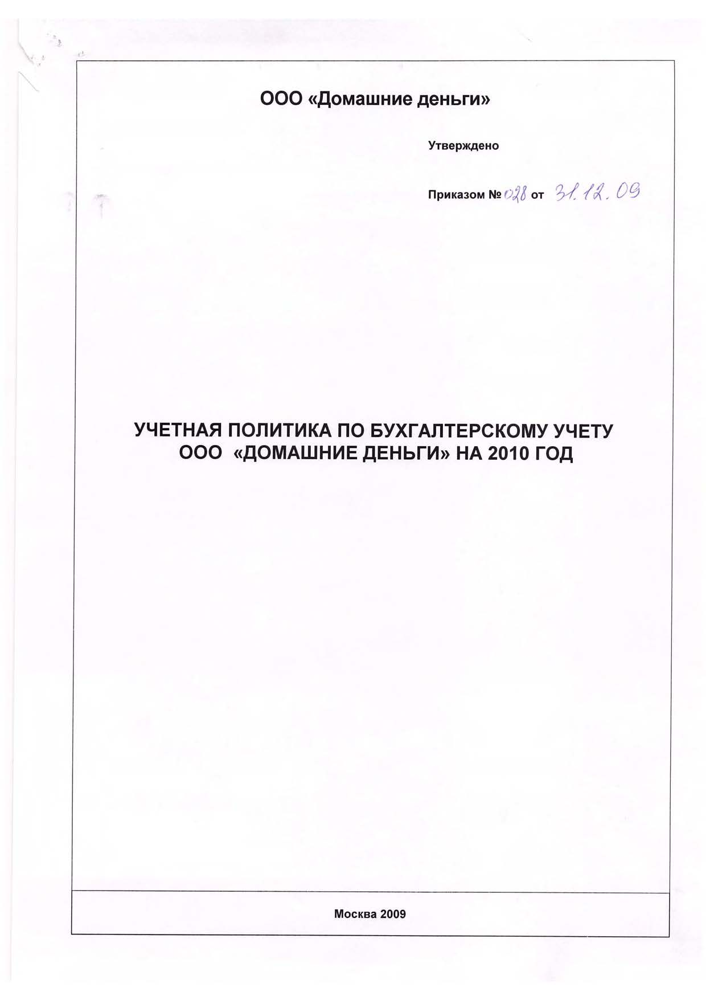 ООО «Домашние деньги»
Утверждено
Приказом № 028 от 31.12.09
УЧЕТНАЯ ПОЛИТИКА ПО БУХГАЛТЕРСКОМУ УЧЕТУ
ООО «ДОМАШНИЕ ДЕНЬГИ» НА 2010 ГОД
Москва 2009